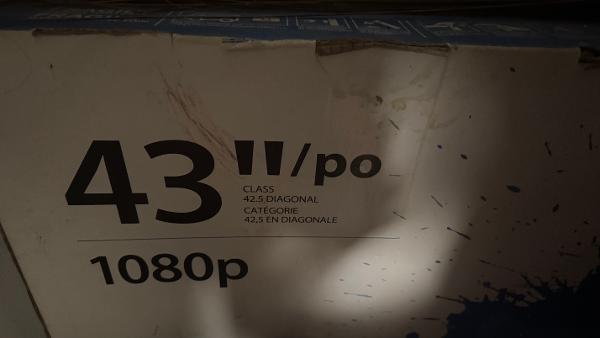 43"/po
CLASS
42.5 DIAGONAL
CATÉGORIE
42,5 EN DIAGONALE
1080p